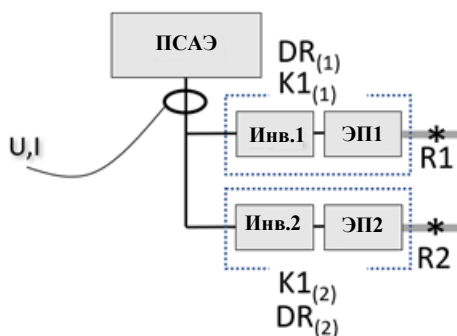 ПСАЭ
DR(1)
K1(1)
U,I
Инв.1
ЭП1
R1
Инв.2
ЭП2
R2
K1(2)
DR(2)